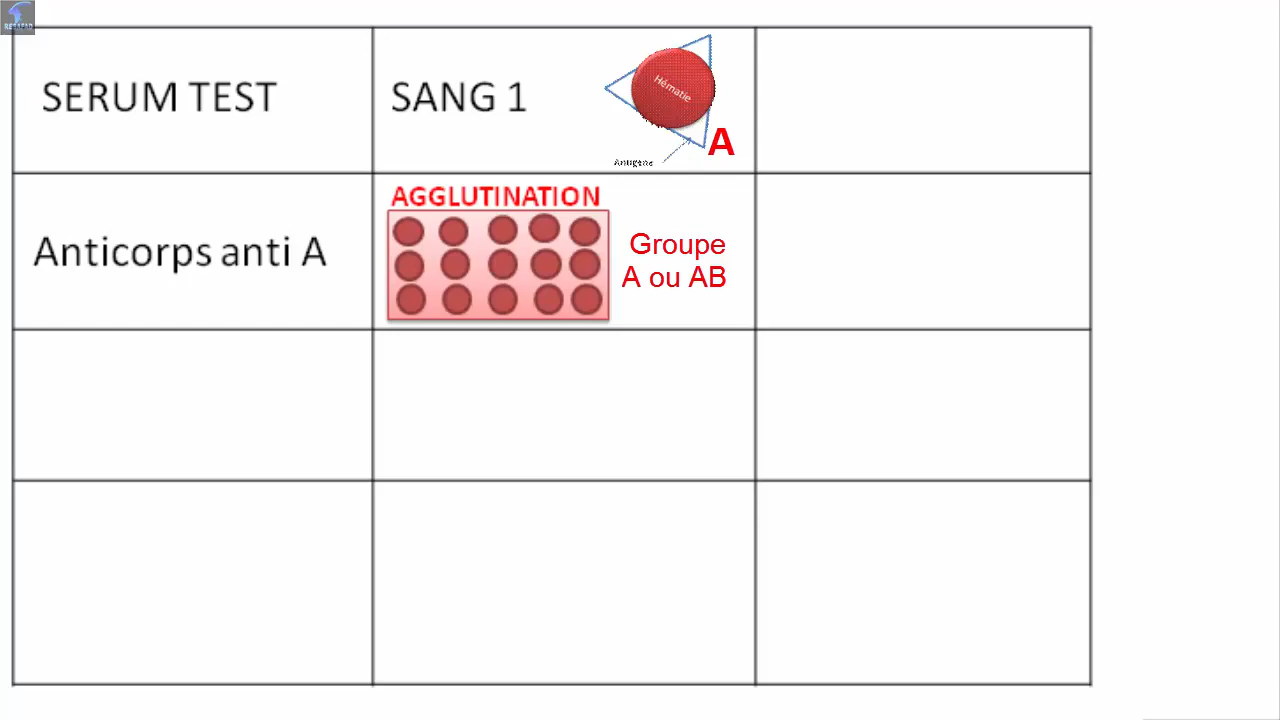 SERUM TEST
SANG 1
Hématie
A
Antigène
Anticorps anti A
AGGLUTINATION
Groupe
A ou AB